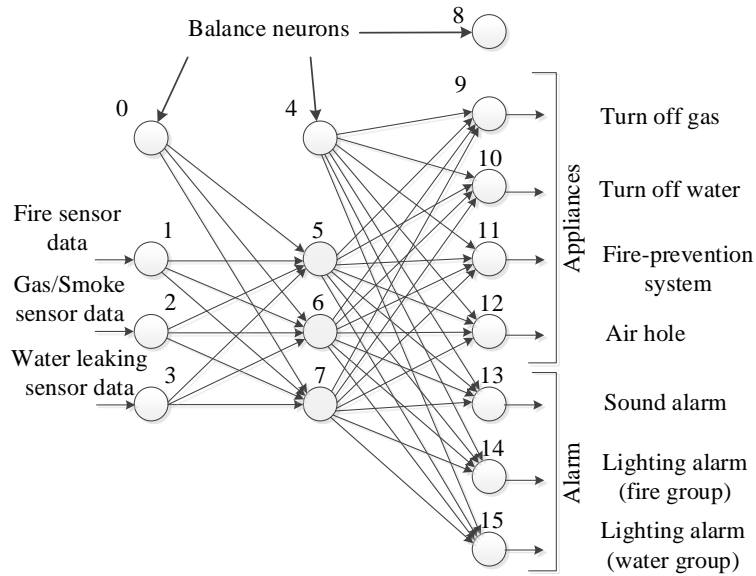 8
Balance neurons
9
0
4
Turn off gas
10
Turn off water
Fire sensor
data
1
5
11
Fire-prevention
system
Appliances
Gas/Smoke
sensor data
2
6
12
Air hole
Water leaking
sensor data
3
7
13
Sound alarm
14
Lighting alarm
(fire group)
Alarm
15
Lighting alarm
(water group)